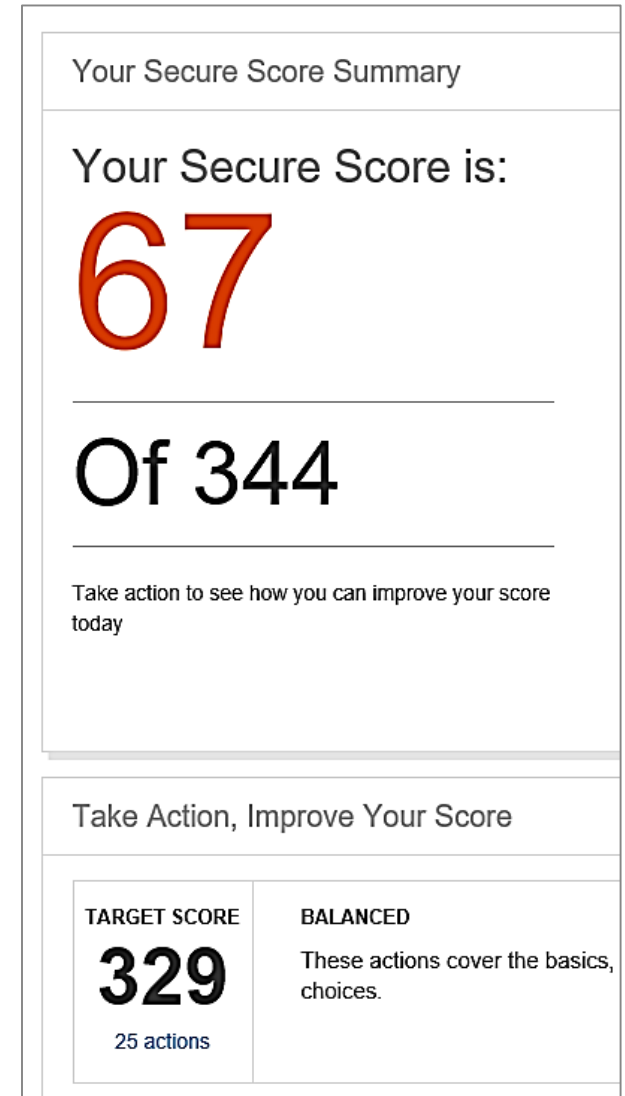 Your Secure Score Summary
Your Secure Score is:
67
Of 344
Take action to see how you can improve your score
today
Take Action, Improve Your Score
TARGET SCORE
329
25 actions
BALANCED
These actions cover the basics,
choices.